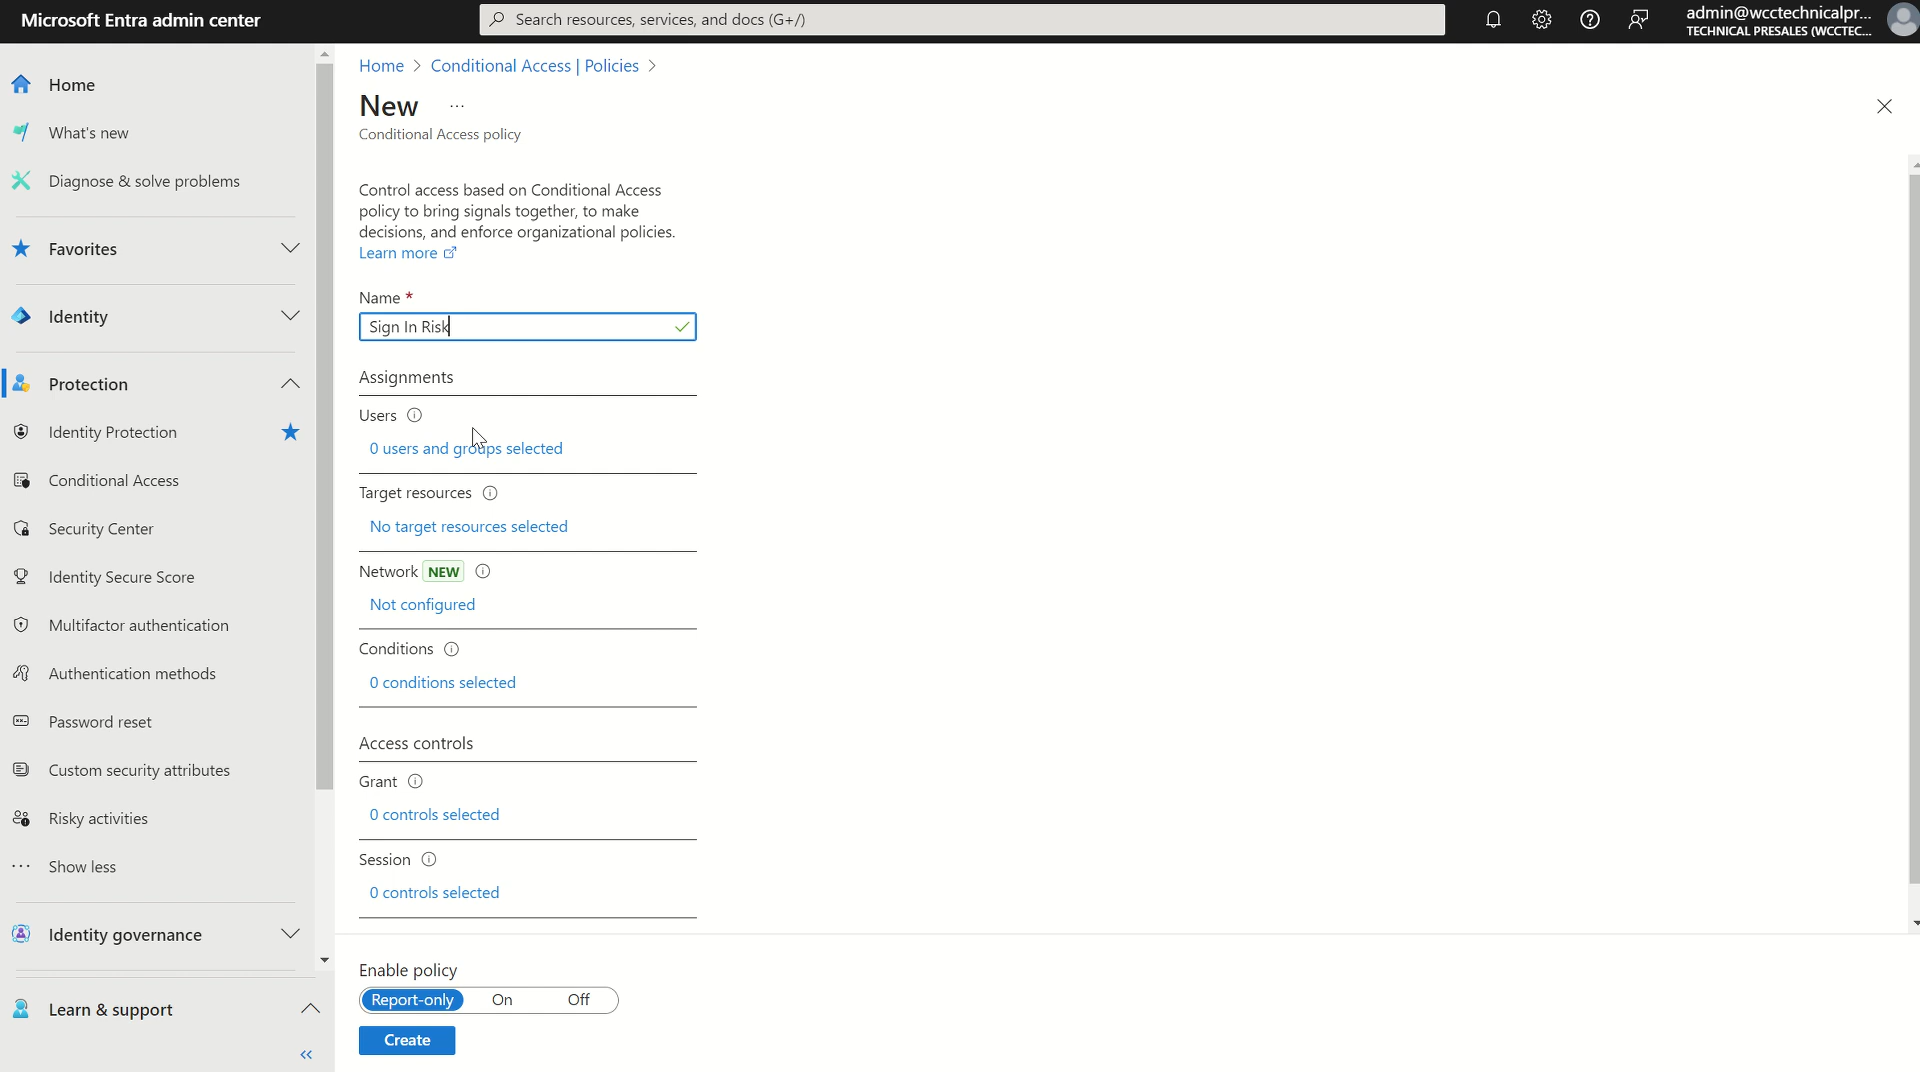 Microsoft Entra admin center
Search resources, services, and docs (G+/)
admin@wcctechnicalpr...
TECHNICAL PRESALES (WCCTEC...
Home
What's new
Diagnose & solve problems
Favorites
Identity
Protection
Identity Protection
Conditional Access
Security Center
Identity Secure Score
Multifactor authentication
Authentication methods
Password reset
Custom security attributes
Risky activities
Show less
Identity governance
Learn & support
Home > Conditional Access | Policies >
New ...
Conditional Access policy
Control access based on Conditional Access
policy to bring signals together, to make
decisions, and enforce organizational policies.
Learn more
Name *
Sign In Risk
Assignments
Users
0 users and groups selected
Target resources
No target resources selected
Network NEW
Not configured
Conditions
0 conditions selected
Access controls
Grant
0 controls selected
Session
0 controls selected
Enable policy
Report-only On Off
Create